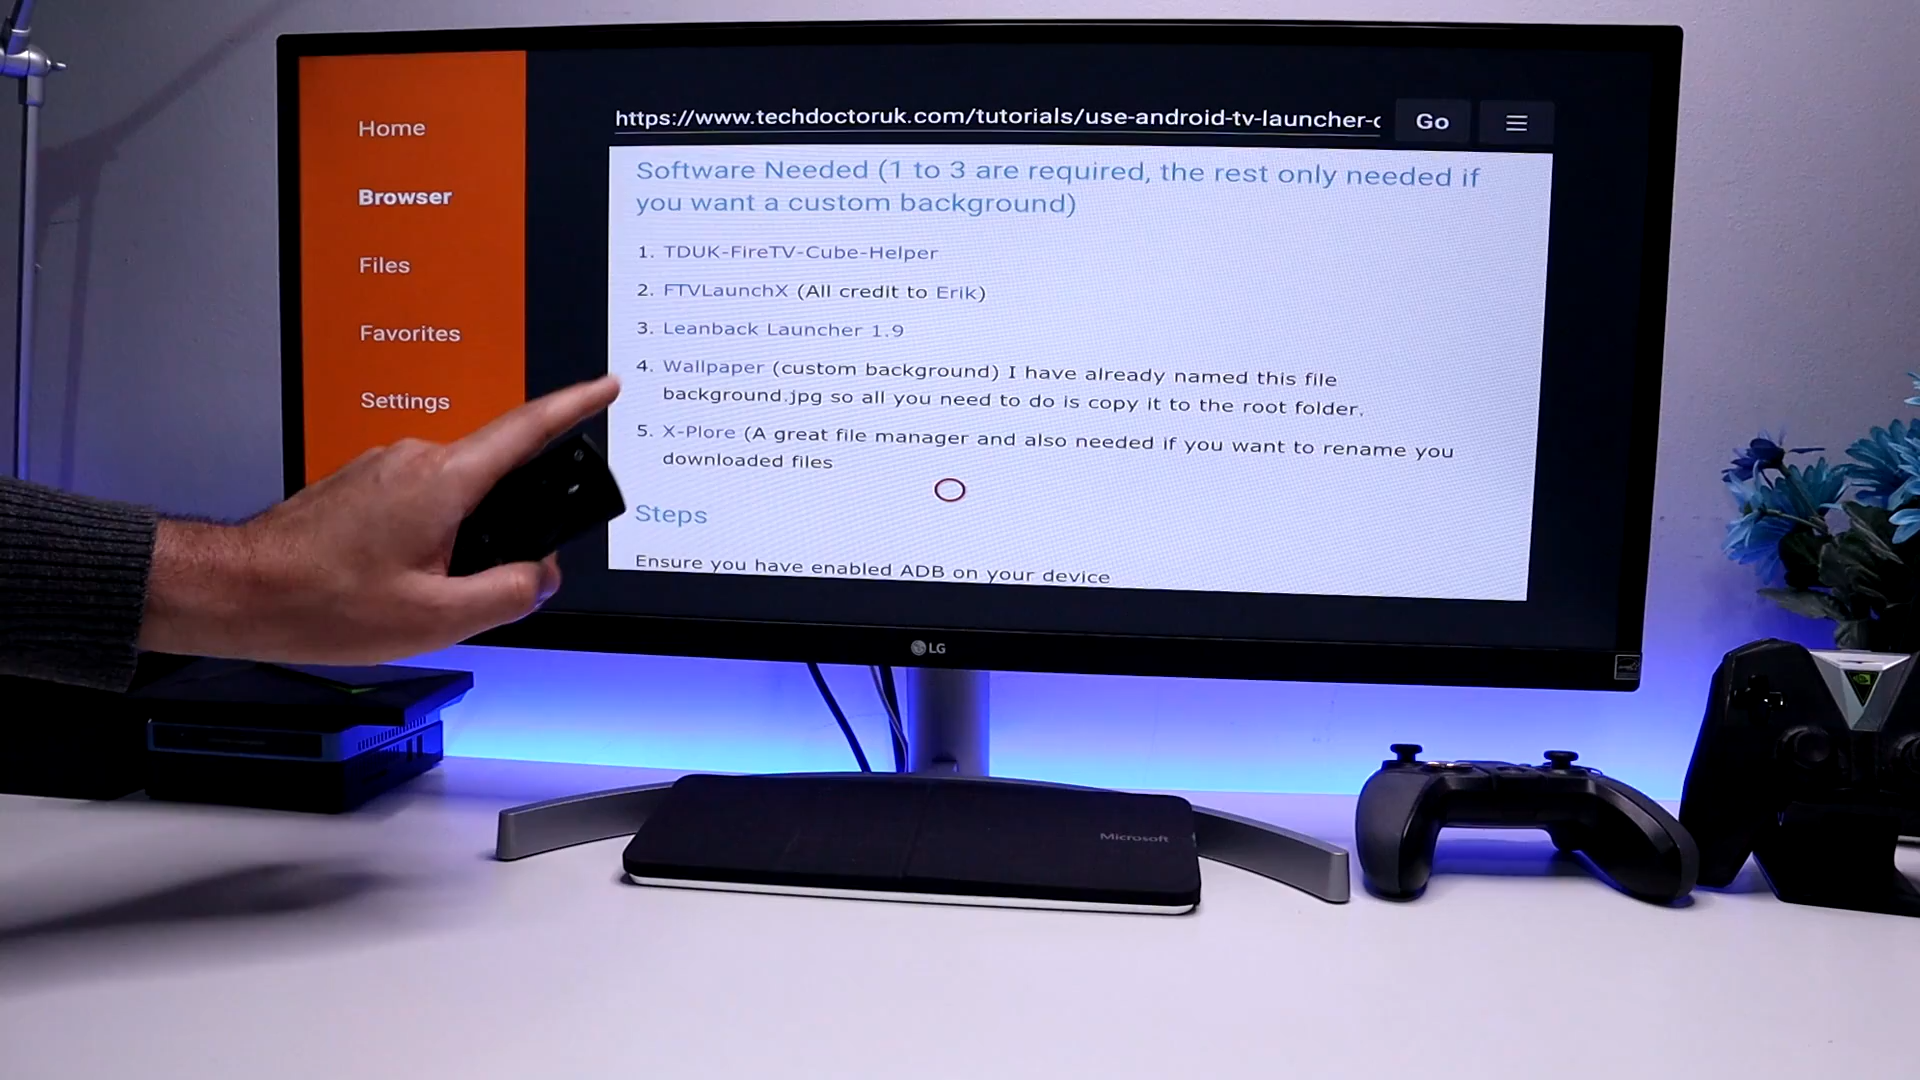 Home
Browser
Files
Favorites
Settings
https://www.techdoctoruk.com/tutorials/use-android-tv-launcher-
Go
Software Needed (1 to 3 are required, the rest only needed if
you want a custom background)
1. TDUK-FireTV-Cube-Helper
2. FTVLaunchX (All credit to Erik)
3. Leanback Launcher 1.9
4. Wallpaper (custom background) I have already named this file
background.jpg so all you need to do is copy it to the root folder.
5. X-Plore (A great file manager and also needed if you want to rename you
downloaded files
Steps
Ensure you have enabled ADB on your device
LG
Microsoft